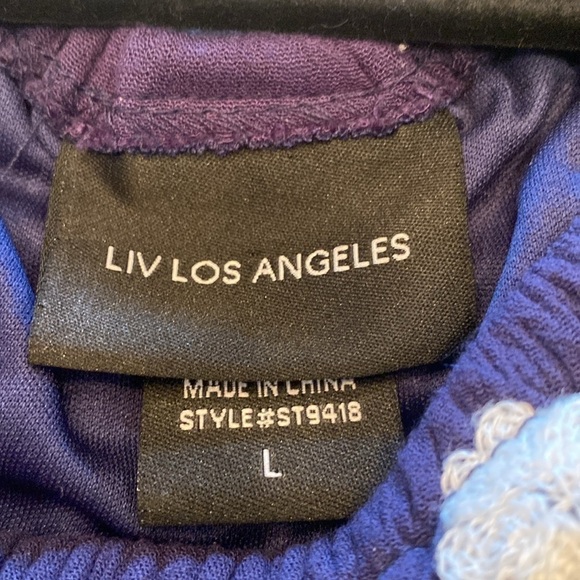 LIV LOS ANGELES
MADE IN CHINA
STYLE#ST9418
L